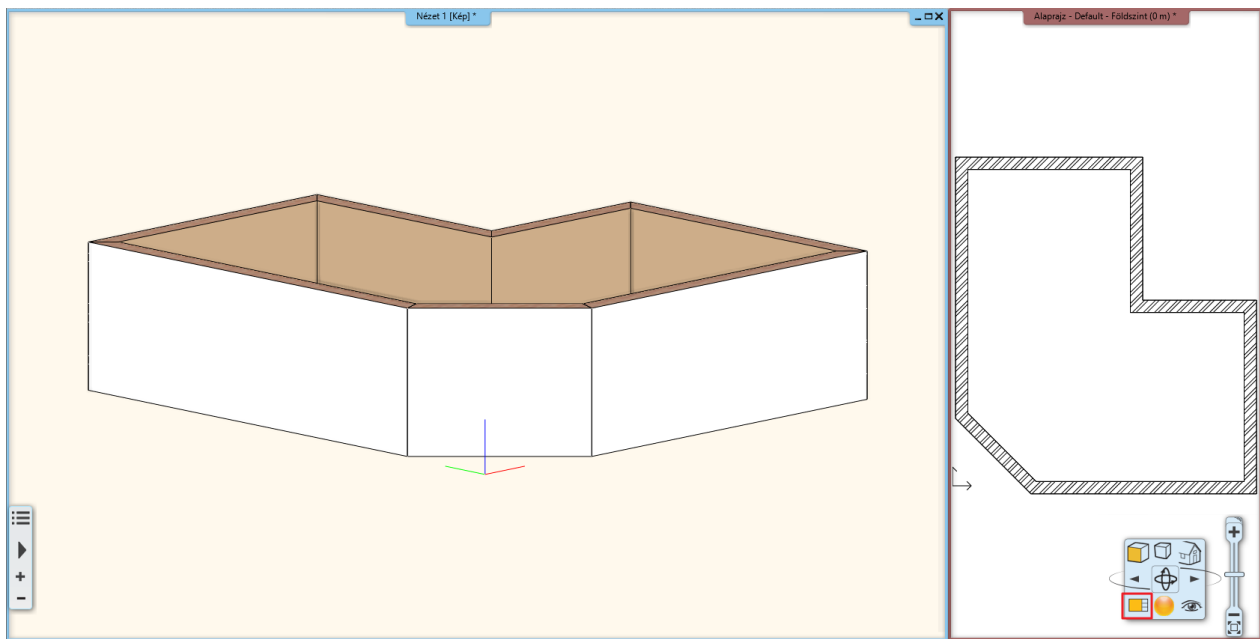 Nézet 1 [Kép] *
Alaprajz - Default - Földszint (0 m) *